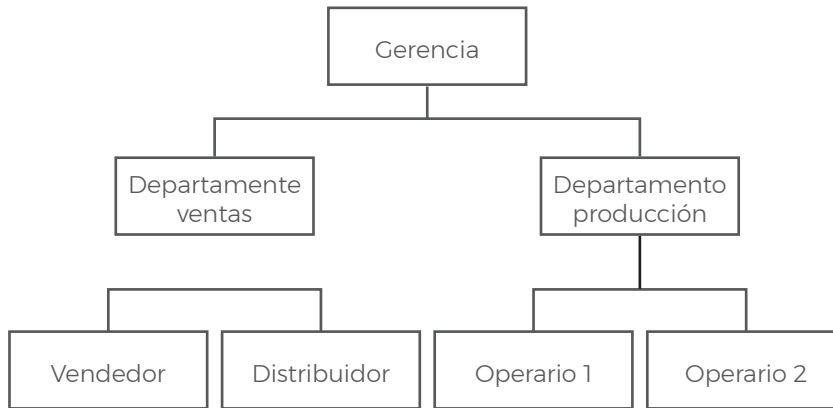 Gerencia
Departamente
ventas
Departamento
producción
Vendedor
Distribuidor
Operario 1
Operario 2